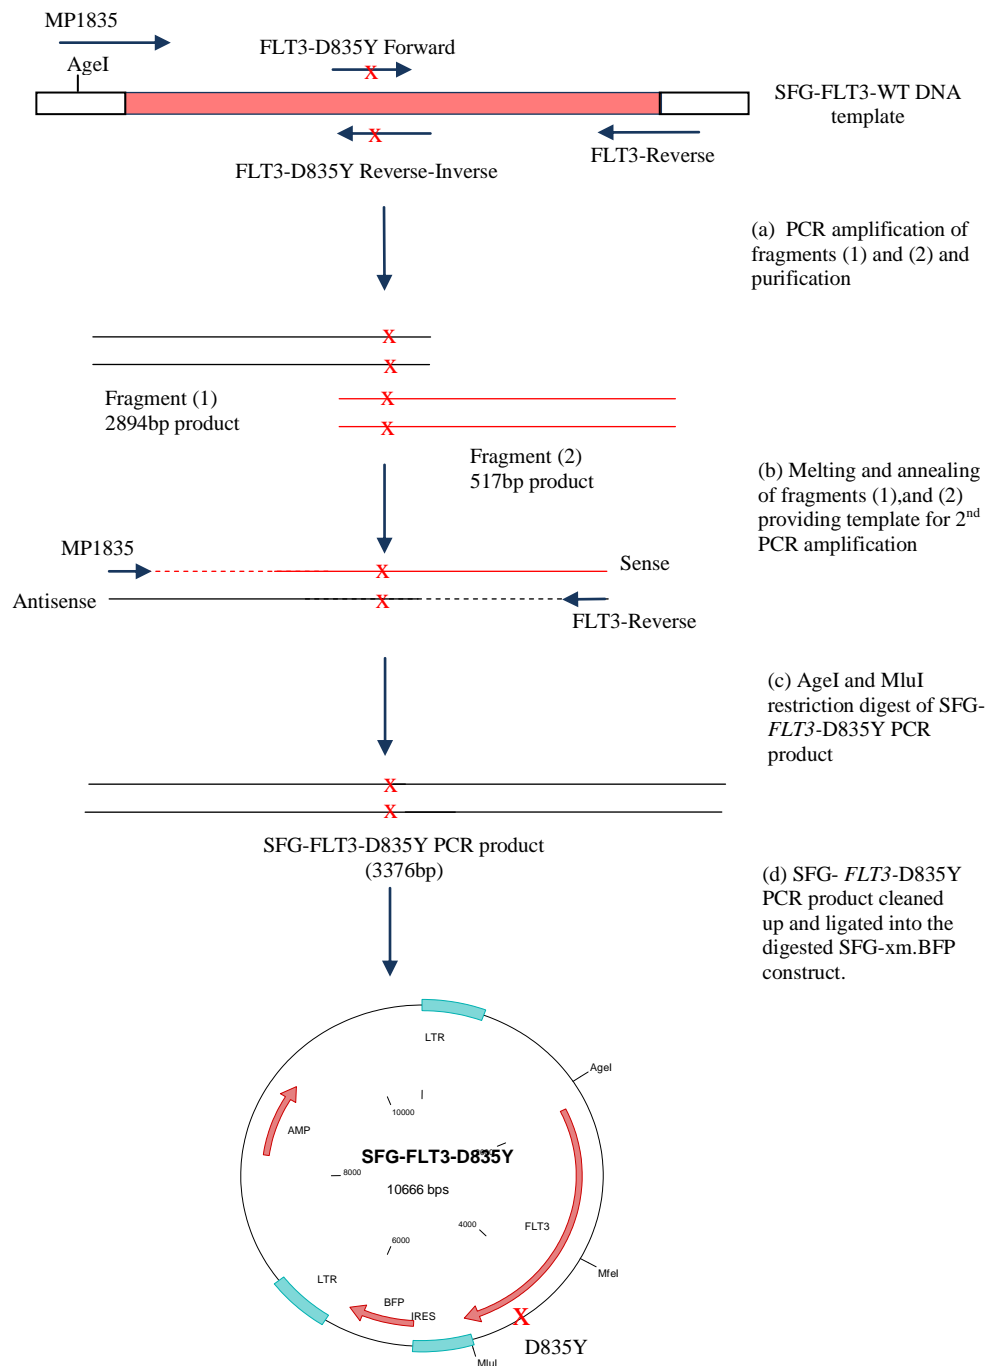 MP1835
AgeI
FLT3-D835Y Forward
x
SFG-FLT3-WT DNA
template
x
FLT3-Reverse
FLT3-D835Y Reverse-Inverse
(a) PCR amplification of
fragments (1) and (2) and
purification
x
x
Fragment (1)
2894bp product
x
x
Fragment (2)
517bp product
(b) Melting and annealing
of fragments (1),and (2)
providing template for 2nd
PCR amplification
MP1835
x
Sense
Antisense
x
FLT3-Reverse
(c) AgeI and MluI
restriction digest of SFG-
FLT3-D835Y PCR
product
x
x
SFG-FLT3-D835Y PCR product
(3376bp)
(d) SFG- FLT3-D835Y
PCR product cleaned
up and ligated into the
digested SFG-xm.BFP
construct.
LTR
AgeI
10000
AMP
SFG-FLT3-D835Y
8000
10666 bps
4000
FLT3
6000
MfeI
LTR
BFP
IRES
X
D835Y
MluI